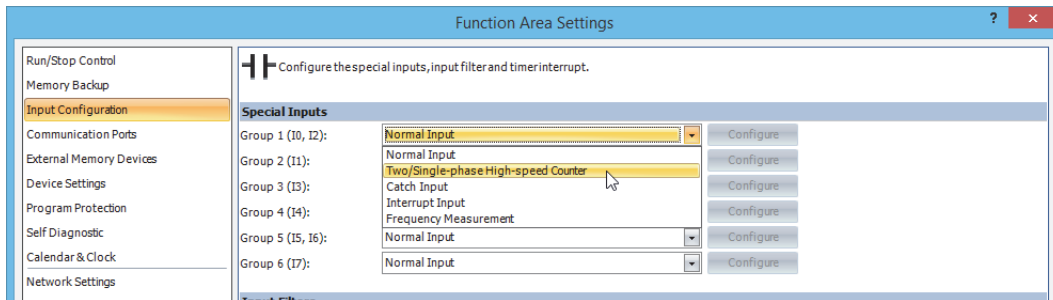 Function Area Settings
? ×
Run/Stop Control
Memory Backup
Input Configuration
Communication Ports
External Memory Devices
Device Settings
Program Protection
Self Diagnostic
Calendar & Clock
Network Settings
Configure the special inputs, input filter and timer interrupt.
Special Inputs
Group 1 (I0, I2): Normal Input Configure
Normal Input
Two/Single-phase High-speed Counter
Catch Input
Interrupt Input
Frequency Measurement
Group 2 (I1): Configure
Group 3 (I3): Configure
Group 4 (I4): Configure
Group 5 (I5, I6): Normal Input Configure
Group 6 (I7): Normal Input Configure
Input Filters